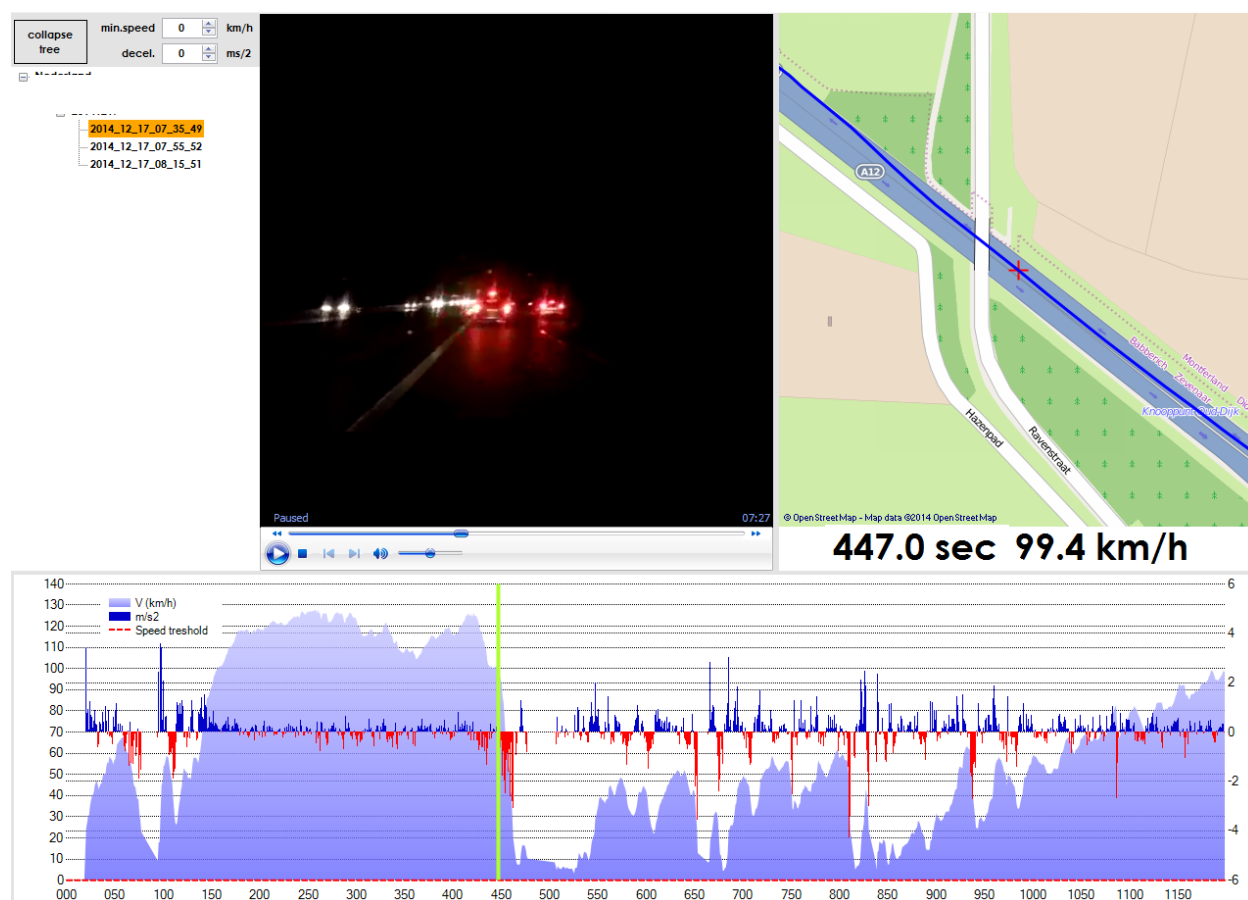 collapse
tree
min.speed 0 km/h
decel. 0 ms/2
Nederland
2014_12_17_07_35_49
2014_12_17_07_55_52
2014_12_17_08_15_51
Paused 07:27
A12
Hazenpad
Ravenstraat
Babberich
Zevenaar
Montferland
Knooppunt Oud-Dijk
© OpenStreetMap - Map data ©2014 OpenStreetMap
447.0 sec 99.4 km/h
V (km/h)
m/s2
Speed treshold
140
130
120
110
100
90
80
70
60
50
40
30
20
10
0
6
4
2
0
-2
-4
-6
000 050 100 150 200 250 300 350 400 450 500 550 600 650 700 750 800 850 900 950 1000 1050 1100 1150